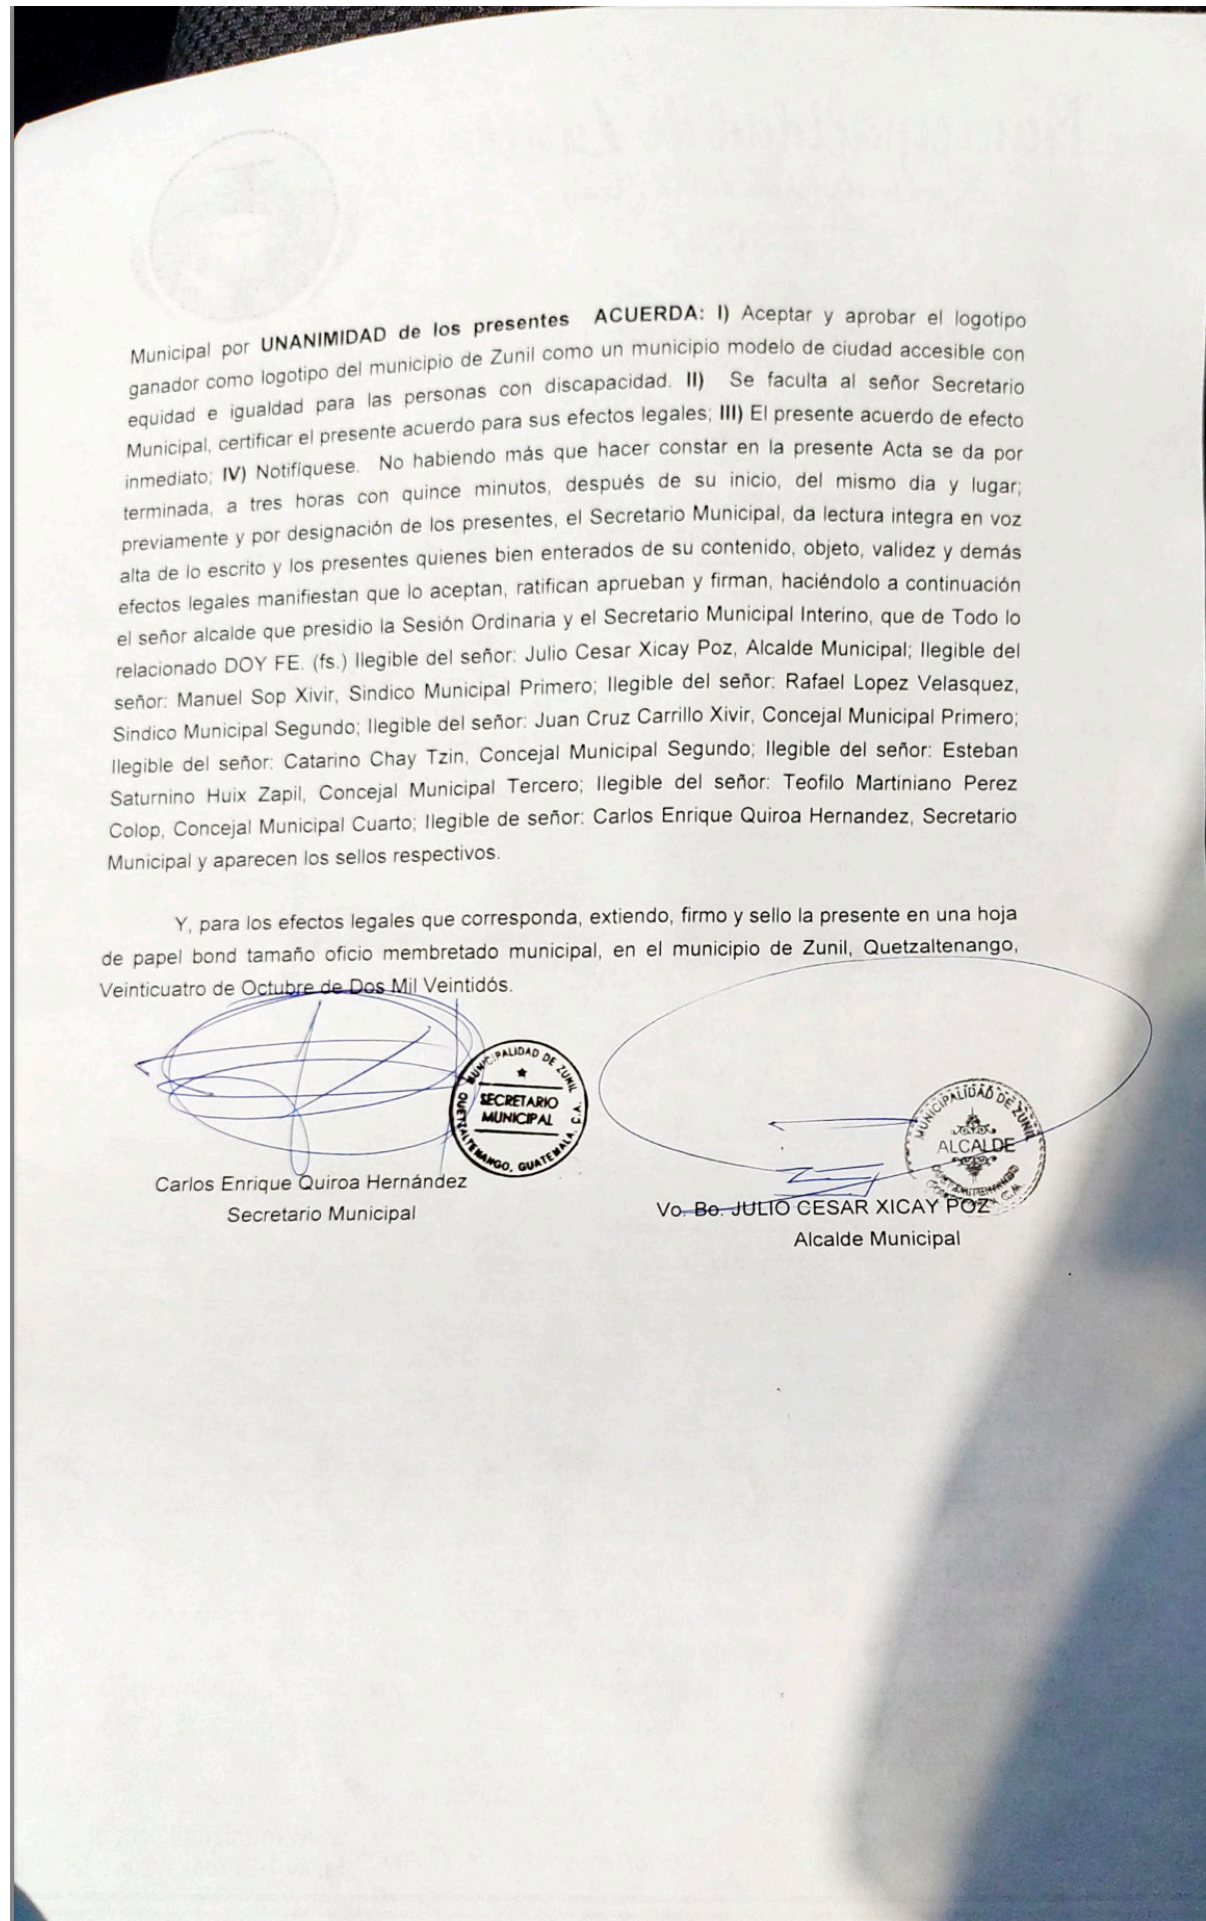 Municipal por UNANIMIDAD de los presentes ACUERDA: I) Aceptar y aprobar el logotipo
ganador como logotipo del municipio de Zunil como un municipio modelo de ciudad accesible con
equidad e igualdad para las personas con discapacidad. II) Se faculta al señor Secretario
Municipal, certificar el presente acuerdo para sus efectos legales; III) El presente acuerdo de efecto
inmediato; IV) Notifíquese. No habiendo más que hacer constar en la presente Acta se da por
terminada, a tres horas con quince minutos, después de su inicio, del mismo dia y lugar;
previamente y por designación de los presentes, el Secretario Municipal, da lectura integra en voz
alta de lo escrito y los presentes quienes bien enterados de su contenido, objeto, validez y demás
efectos legales manifiestan que lo aceptan, ratifican aprueban y firman, haciéndolo a continuación
el señor alcalde que presidio la Sesión Ordinaria y el Secretario Municipal Interino, que de Todo lo
relacionado DOY FE. (fs.) Ilegible del señor: Julio Cesar Xicay Poz, Alcalde Municipal; Ilegible del
señor: Manuel Sop Xivir, Sindico Municipal Primero; Ilegible del señor: Rafael Lopez Velasquez,
Sindico Municipal Segundo; Ilegible del señor: Juan Cruz Carrillo Xivir, Concejal Municipal Primero;
Ilegible del señor: Catarino Chay Tzin, Concejal Municipal Segundo; Ilegible del señor: Esteban
Saturnino Huix Zapil, Concejal Municipal Tercero; Ilegible del señor: Teofilo Martiniano Perez
Colop, Concejal Municipal Cuarto; Ilegible de señor: Carlos Enrique Quiroa Hernandez, Secretario
Municipal y aparecen los sellos respectivos.
Y, para los efectos legales que corresponda, extiendo, firmo y sello la presente en una hoja
de papel bond tamaño oficio membretado municipal, en el municipio de Zunil, Quetzaltenango,
Veinticuatro de Octubre de Dos Mil Veintidós.
MUNICIPALIDAD DE ZUNIL
SECRETARIO
MUNICIPAL
QUETZALTENANGO, GUATEMALA, C.A.
MUNICIPALIDAD DE ZUNIL
ALCALDE
Carlos Enrique Quiroa Hernández
Secretario Municipal
Vo. Bo. JULIO CESAR XICAY POZ
Alcalde Municipal